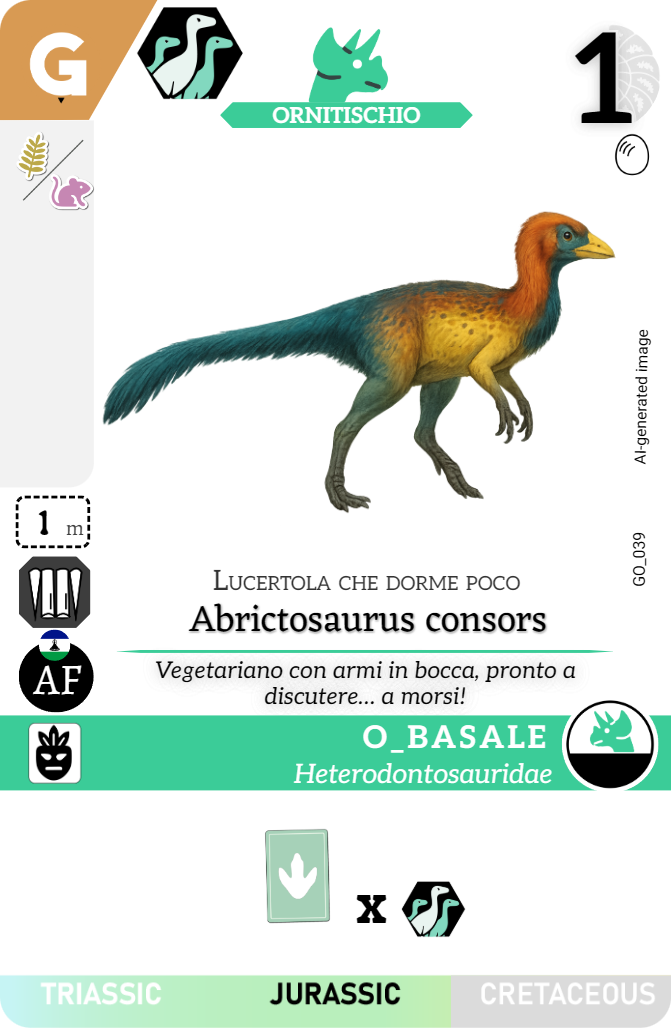 G
ORNITISCHIO
1
AI-generated image
GO_039
1 m
AF
Lucertola che dorme poco
Abrictosaurus consors
Vegetariano con armi in bocca, pronto a
discutere... a morsi!
O_BASALE
Heterodontosauridae
x
TRIASSIC JURASSIC CRETACEOUS